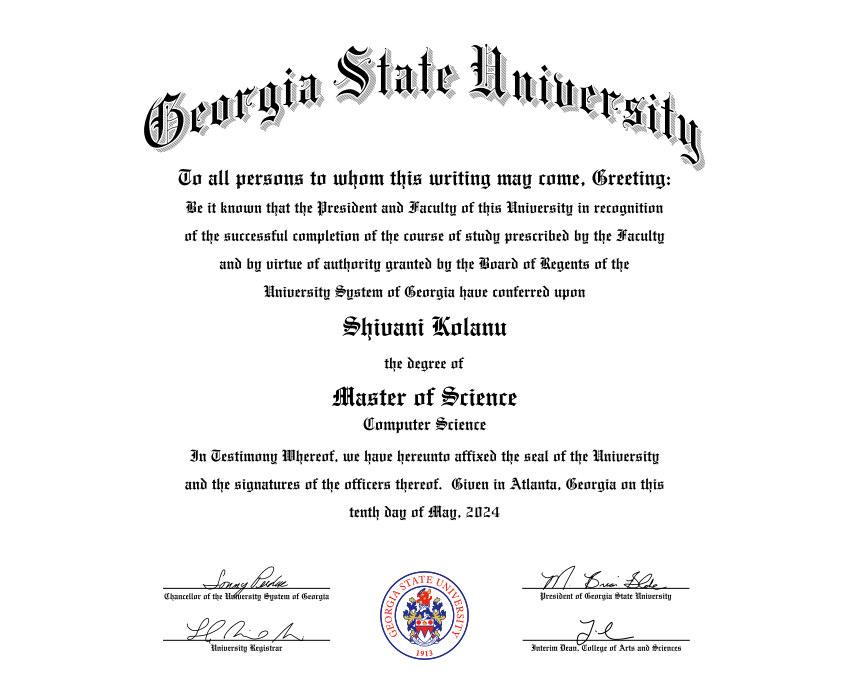 Georgia State University
To all persons to whom this writing may come, Greeting:
Be it known that the President and Faculty of this University in recognition
of the successful completion of the course of study prescribed by the Faculty
and by virtue of authority granted by the Board of Regents of the
University System of Georgia have conferred upon
Shivani Kolanu
the degree of
Master of Science
Computer Science
In Testimony Whereof, we have hereunto affixed the seal of the University
and the signatures of the officers thereof. Given in Atlanta, Georgia on this
tenth day of May, 2024
Sonny Perdue
Chancellor of the University System of Georgia
M Brian Blake
President of Georgia State University
University Registrar
Interim Dean, College of Arts and Sciences
GEORGIA STATE UNIVERSITY
1913